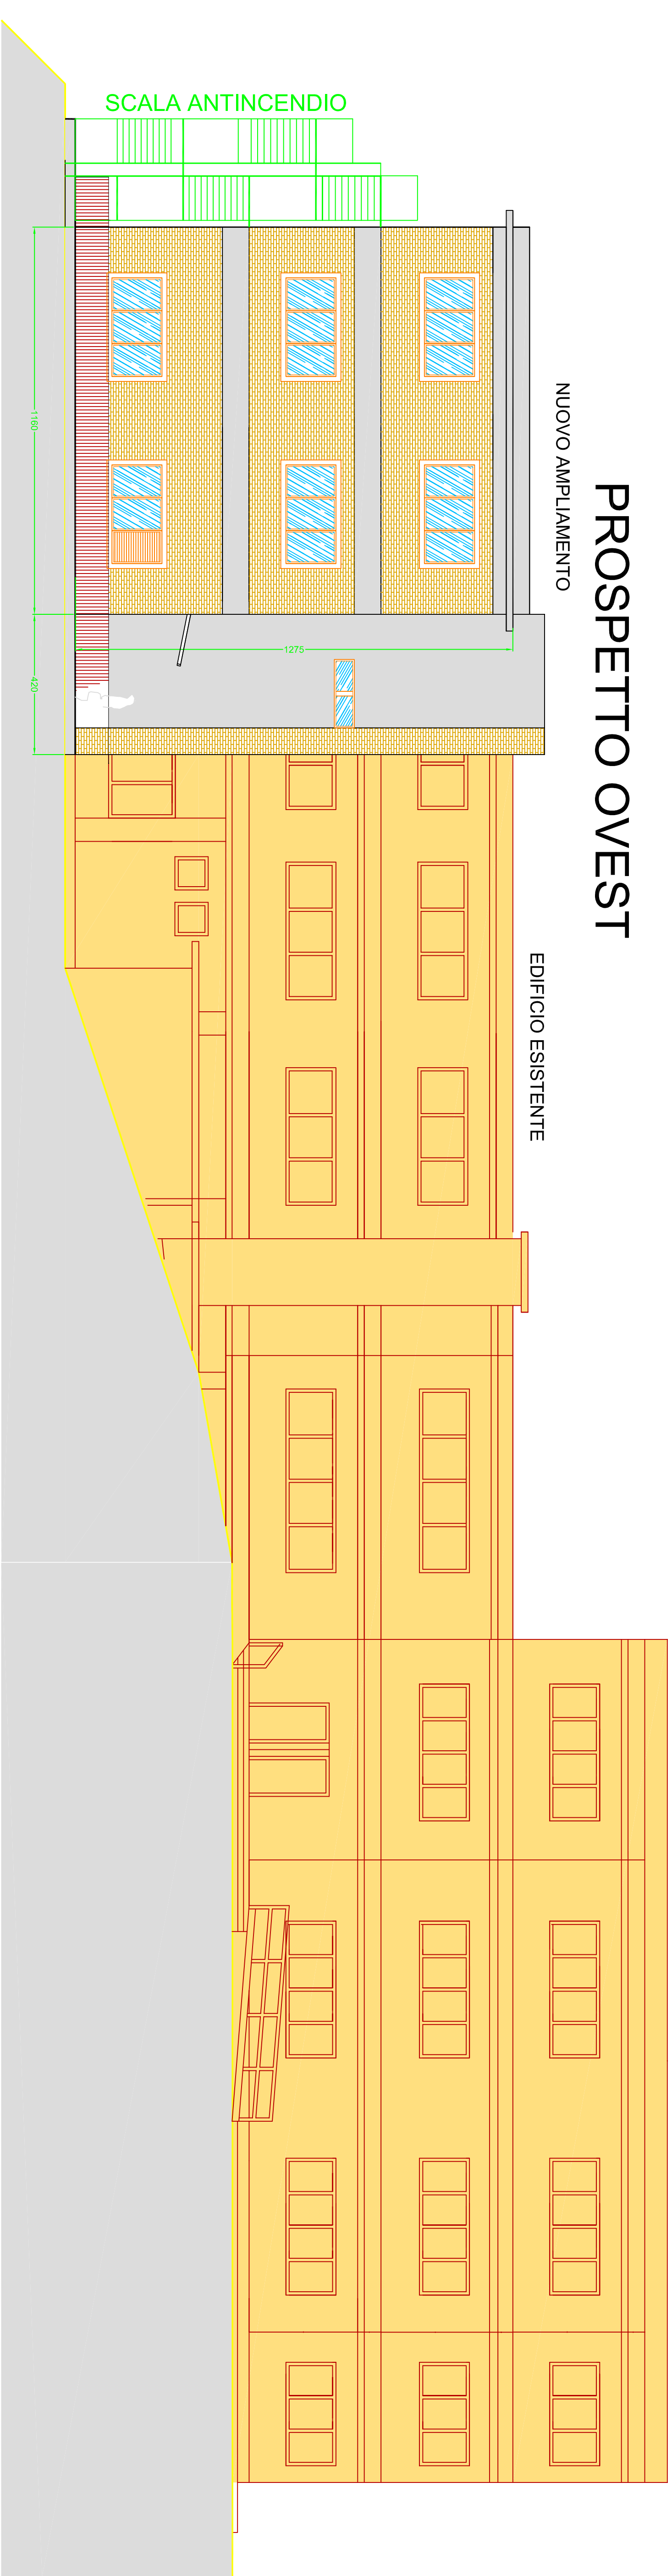 PROSPETTO OVEST
NUOVO AMPLIAMENTO
EDIFICIO ESISTENTE
SCALA ANTINCENDIO
1275
1160
420